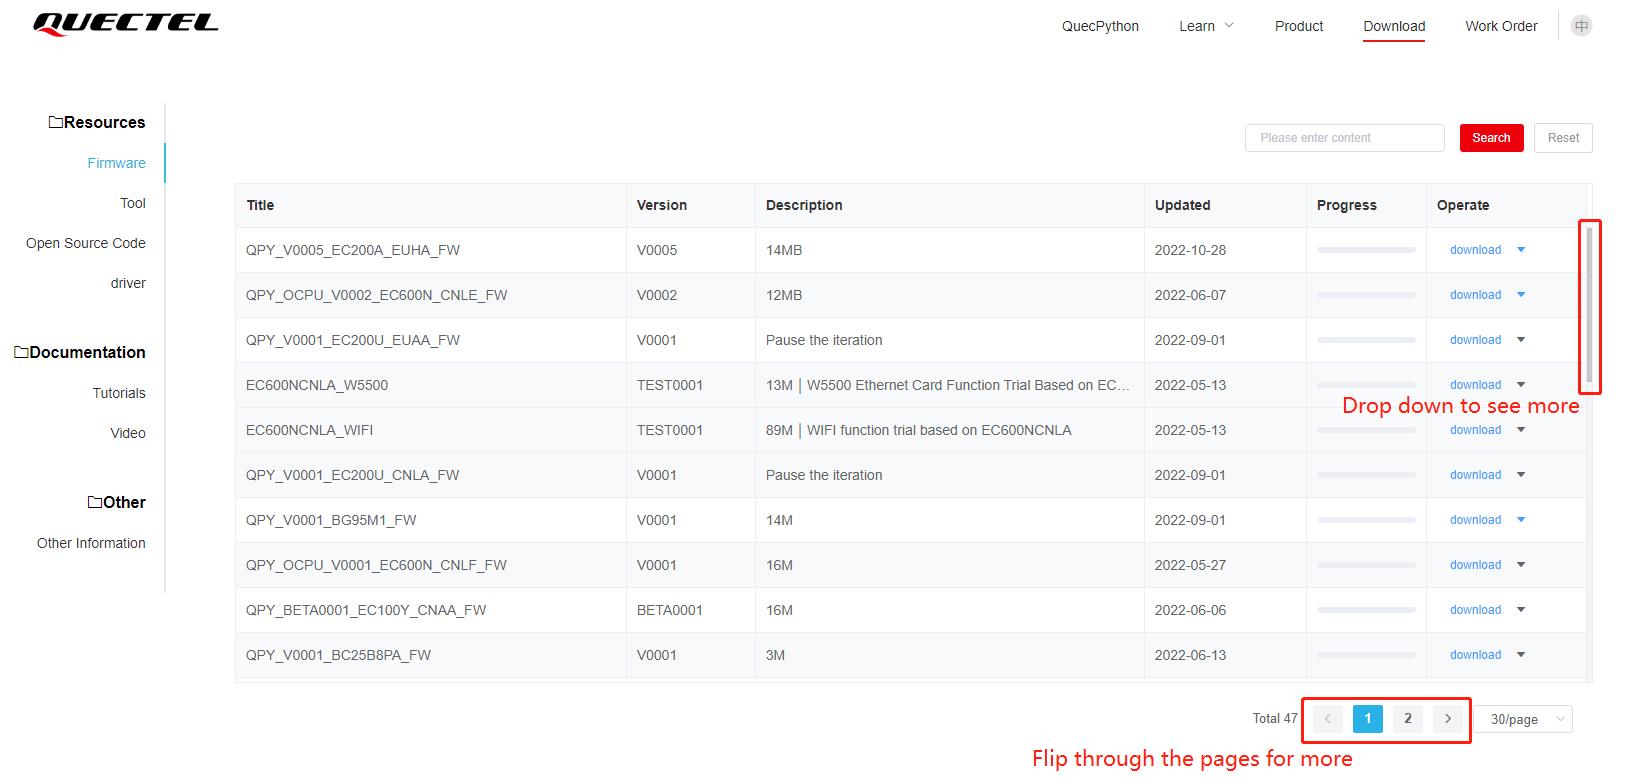 QUECTEL
QuecPython Learn Product Download Work Order 中
Resources
Firmware
Tool
Open Source Code
driver
Documentation
Tutorials
Video
Other
Other Information
Please enter content Search Reset
Title Version Description Updated Progress Operate
QPY_V0005_EC200A_EUHA_FW V0005 14MB 2022-10-28 download
QPY_OCPU_V0002_EC600N_CNLE_FW V0002 12MB 2022-06-07 download
QPY_V0001_EC200U_EUAA_FW V0001 Pause the iteration 2022-09-01 download
EC600NCNLA_W5500 TEST0001 13M | W5500 Ethernet Card Function Trial Based on EC... 2022-05-13 download
Drop down to see more
EC600NCNLA_WIFI TEST0001 89M | WIFI function trial based on EC600NCNLA 2022-05-13 download
QPY_V0001_EC200U_CNLA_FW V0001 Pause the iteration 2022-09-01 download
QPY_V0001_BG95M1_FW V0001 14M 2022-09-01 download
QPY_OCPU_V0001_EC600N_CNLF_FW V0001 16M 2022-05-27 download
QPY_BETA0001_EC100Y_CNAA_FW BETA0001 16M 2022-06-06 download
QPY_V0001_BC25B8PA_FW V0001 3M 2022-06-13 download
Total 47 < 1 2 > 30/page
Flip through the pages for more